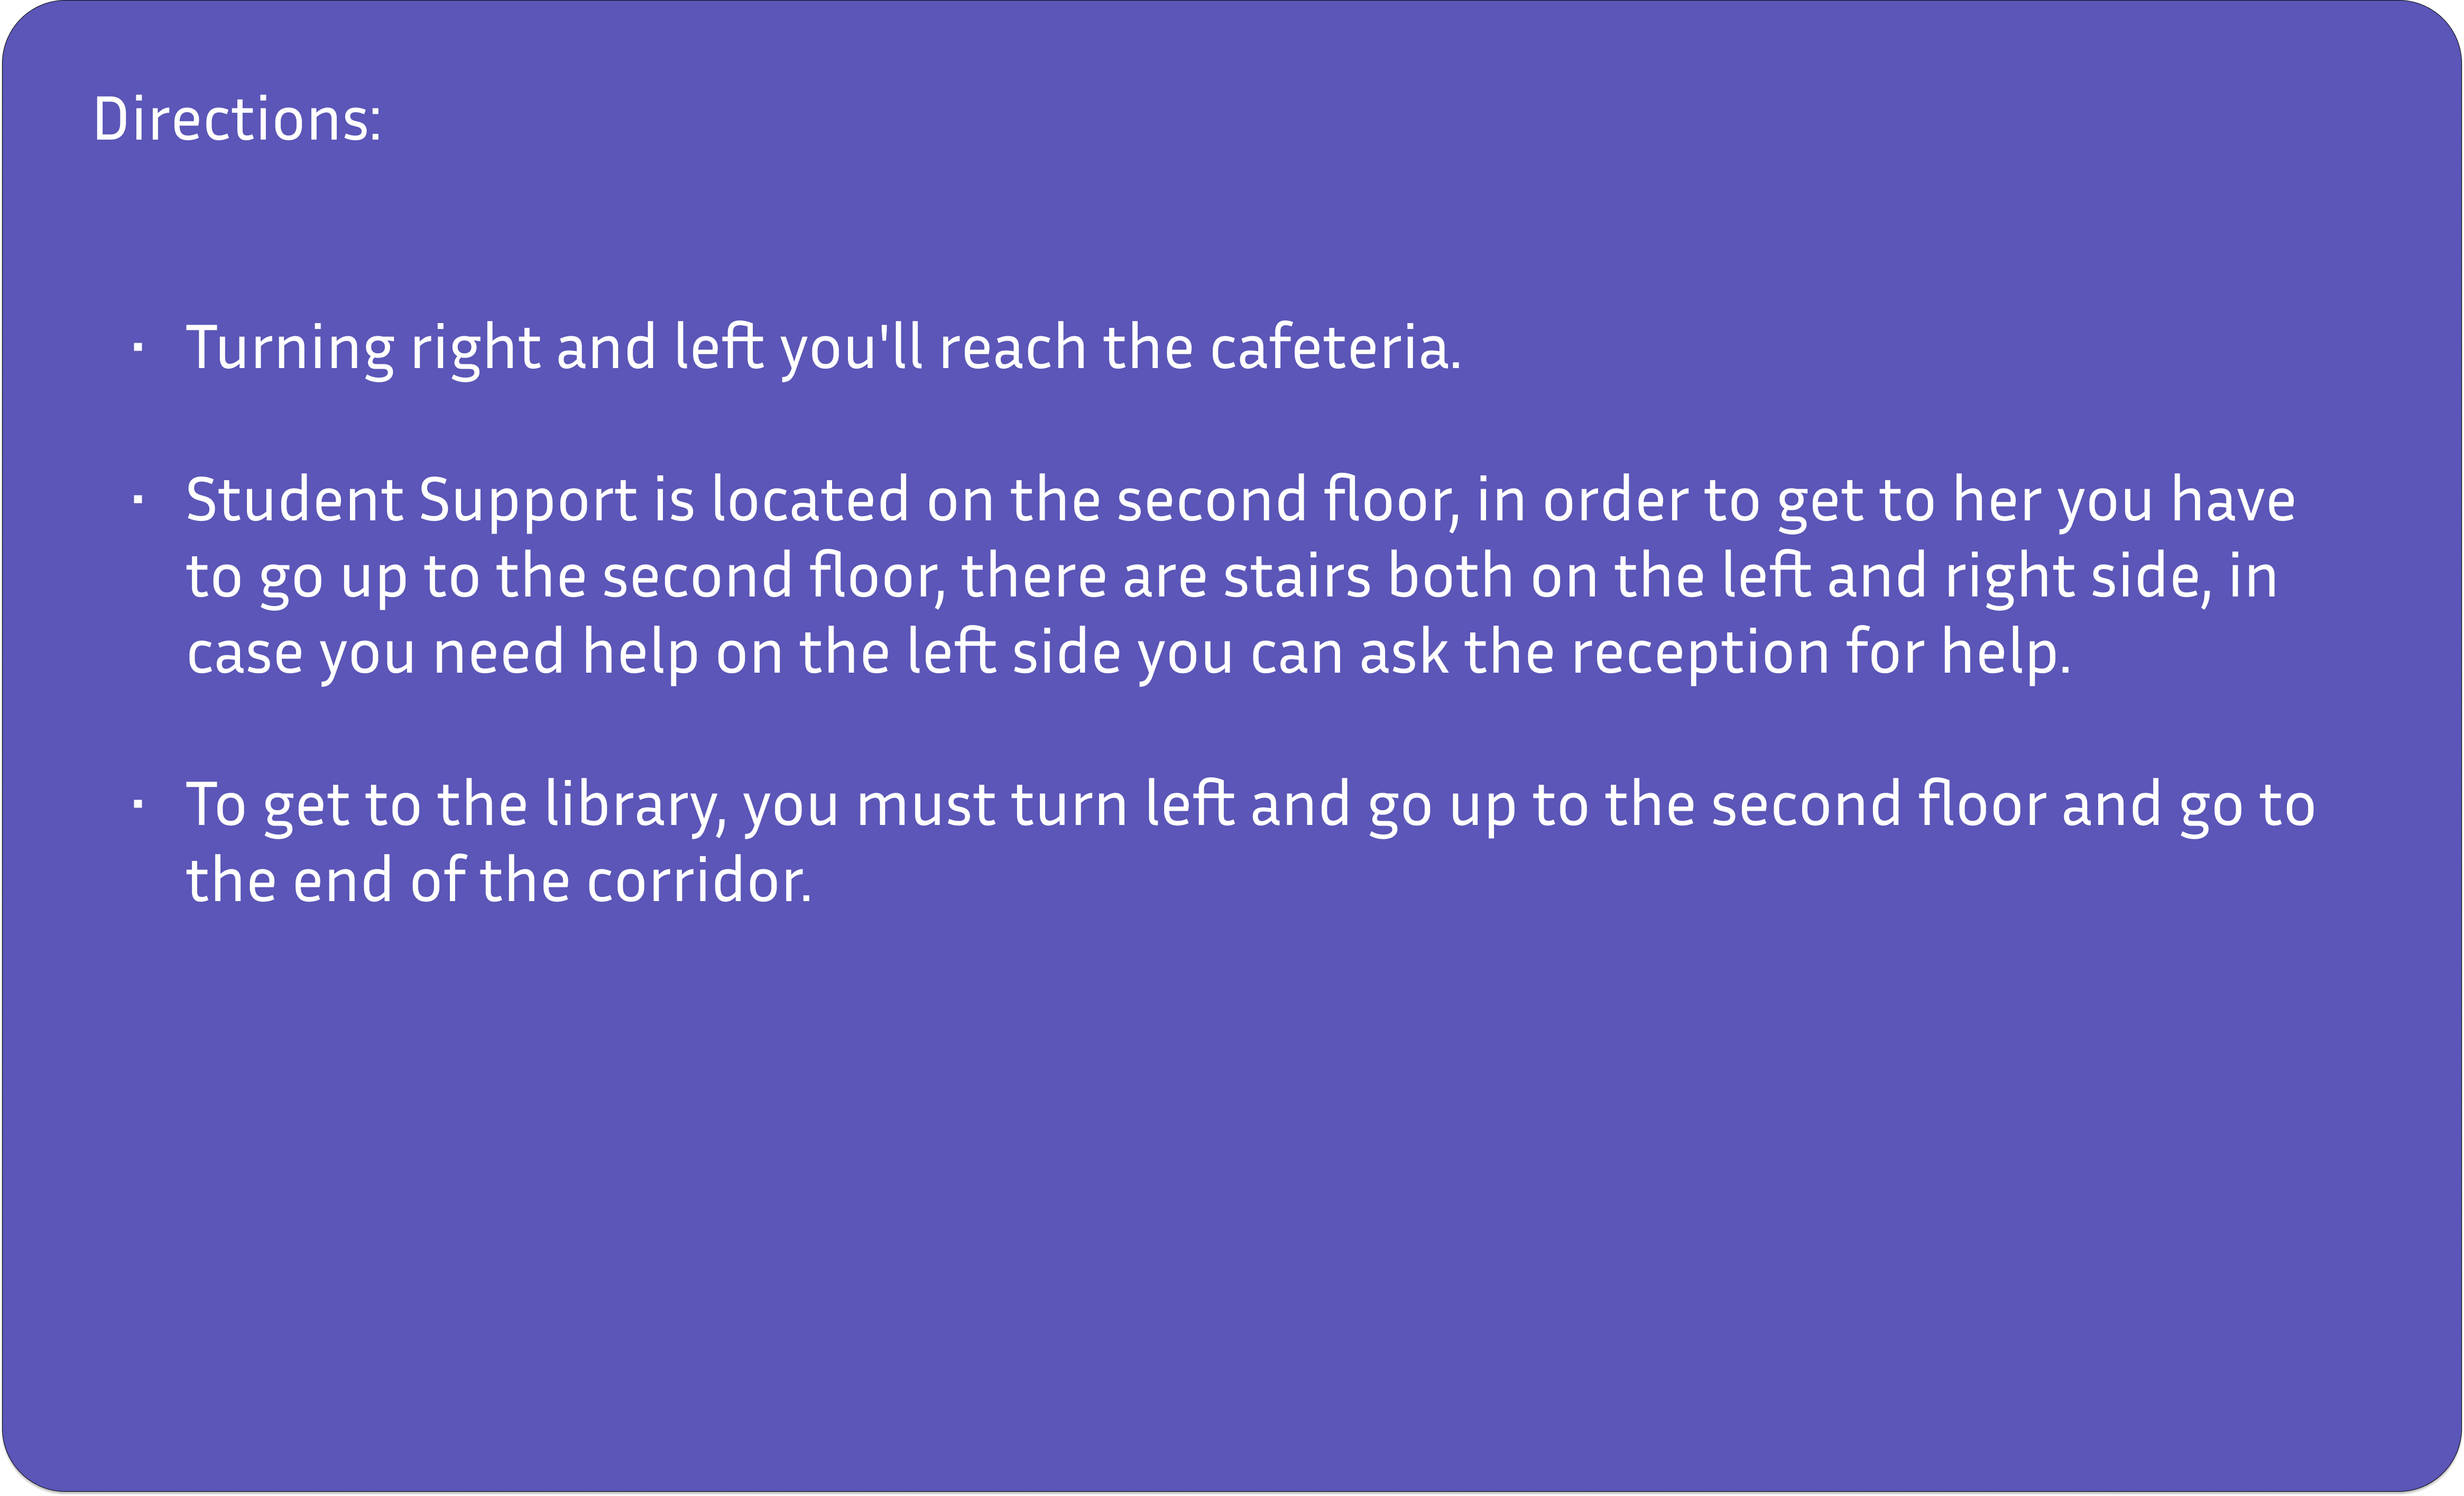 Directions:
· Turning right and left you'll reach the cafeteria.
· Student Support is located on the second floor, in order to get to her you have
to go up to the second floor, there are stairs both on the left and right side, in
case you need help on the left side you can ask the reception for help.
· To get to the library, you must turn left and go up to the second floor and go to
the end of the corridor.